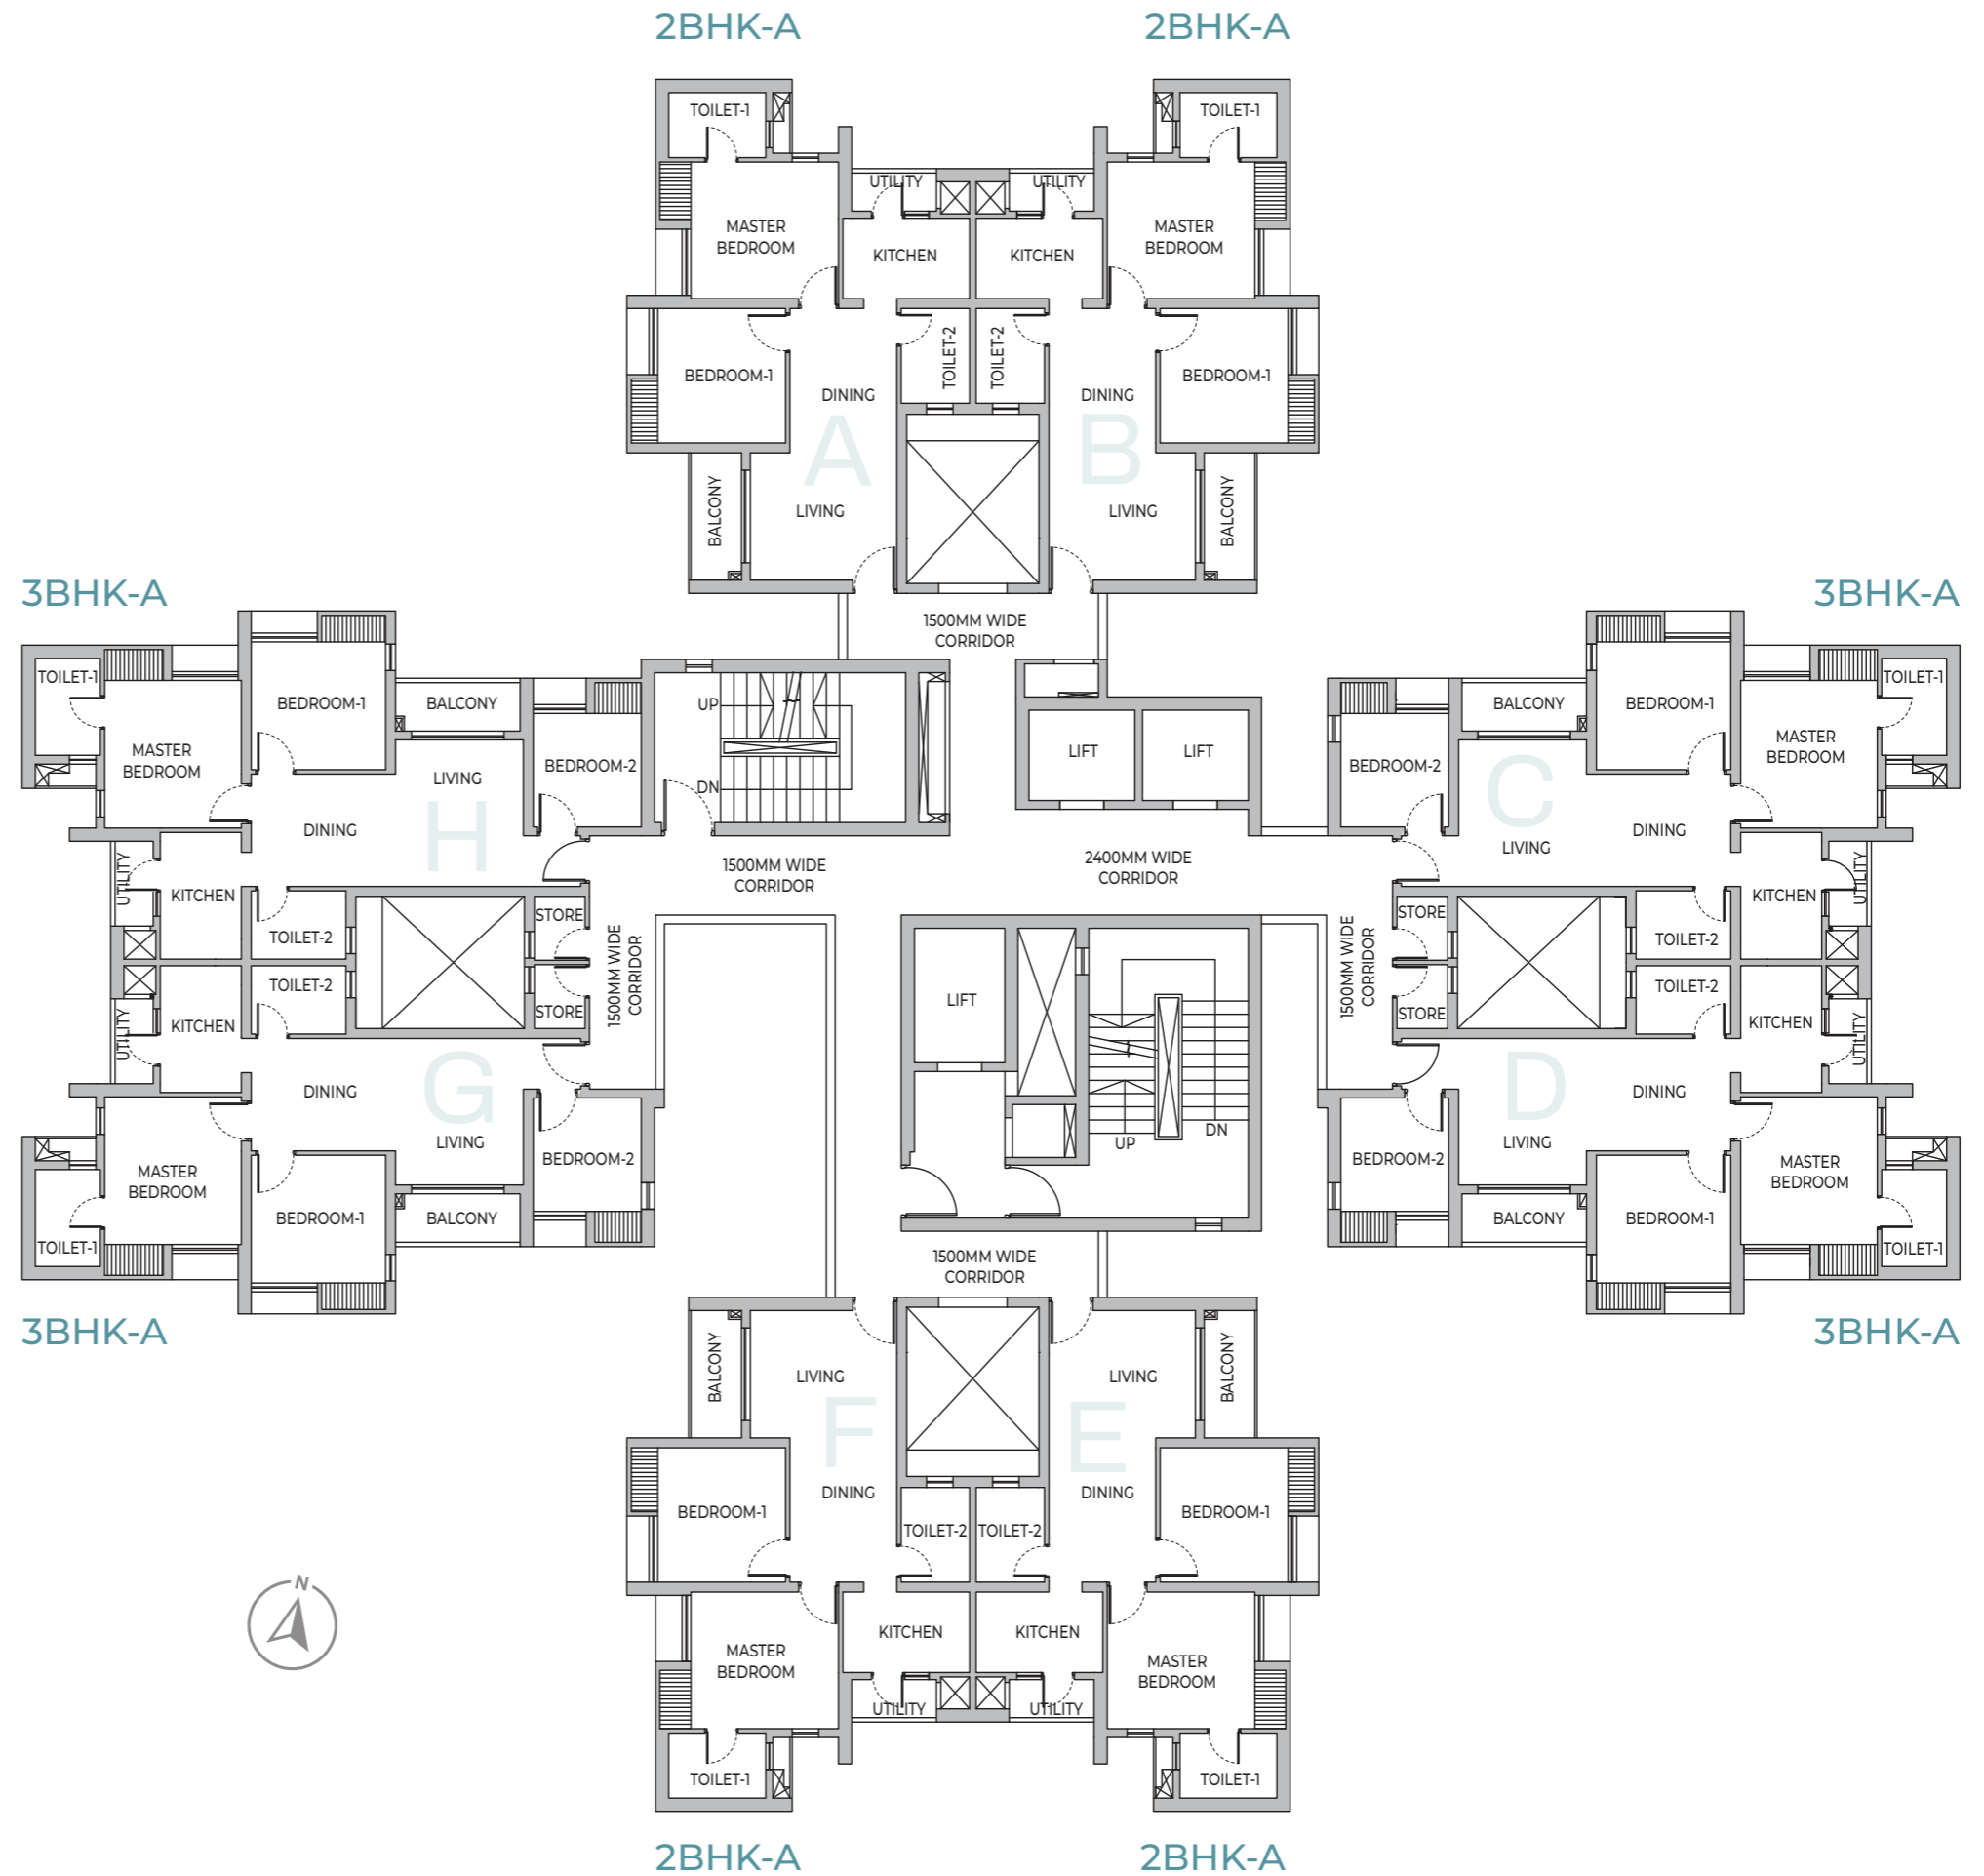 2BHK-A
2BHK-A
TOILET-1
TOILET-1
UTILITY
UTILITY
MASTER
BEDROOM
KITCHEN
KITCHEN
MASTER
BEDROOM
BEDROOM-1
TOILET-2
TOILET-2
BEDROOM-1
DINING
DINING
A
B
BALCONY
LIVING
LIVING
BALCONY
3BHK-A
3BHK-A
1500MM WIDE
CORRIDOR
TOILET-1
BEDROOM-1
BALCONY
UP
BALCONY
BEDROOM-1
TOILET-1
MASTER
BEDROOM
LIVING
BEDROOM-2
LIFT
LIFT
BEDROOM-2
MASTER
BEDROOM
DN
C
H
DINING
LIVING
DINING
UTILITY
KITCHEN
1500MM WIDE
CORRIDOR
2400MM WIDE
CORRIDOR
KITCHEN
UTILITY
STORE
STORE
TOILET-2
TOILET-2
1500MM WIDE
CORRIDOR
1500MM WIDE
CORRIDOR
TOILET-2
LIFT
TOILET-2
STORE
STORE
UTILITY
KITCHEN
KITCHEN
UTILITY
G
D
DINING
DINING
LIVING
UP
DN
LIVING
MASTER
BEDROOM
BEDROOM-2
BEDROOM-2
MASTER
BEDROOM
BEDROOM-1
BALCONY
BALCONY
BEDROOM-1
TOILET-1
TOILET-1
1500MM WIDE
CORRIDOR
3BHK-A
3BHK-A
BALCONY
LIVING
LIVING
BALCONY
F
E
DINING
DINING
BEDROOM-1
TOILET-2
TOILET-2
BEDROOM-1
N
MASTER
BEDROOM
KITCHEN
KITCHEN
MASTER
BEDROOM
UTILITY
UTILITY
TOILET-1
TOILET-1
2BHK-A
2BHK-A